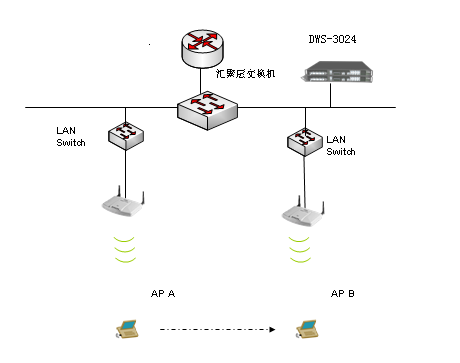 DWS-3024
汇聚层交换机
LAN
Switch
LAN
Switch
AP A
AP B